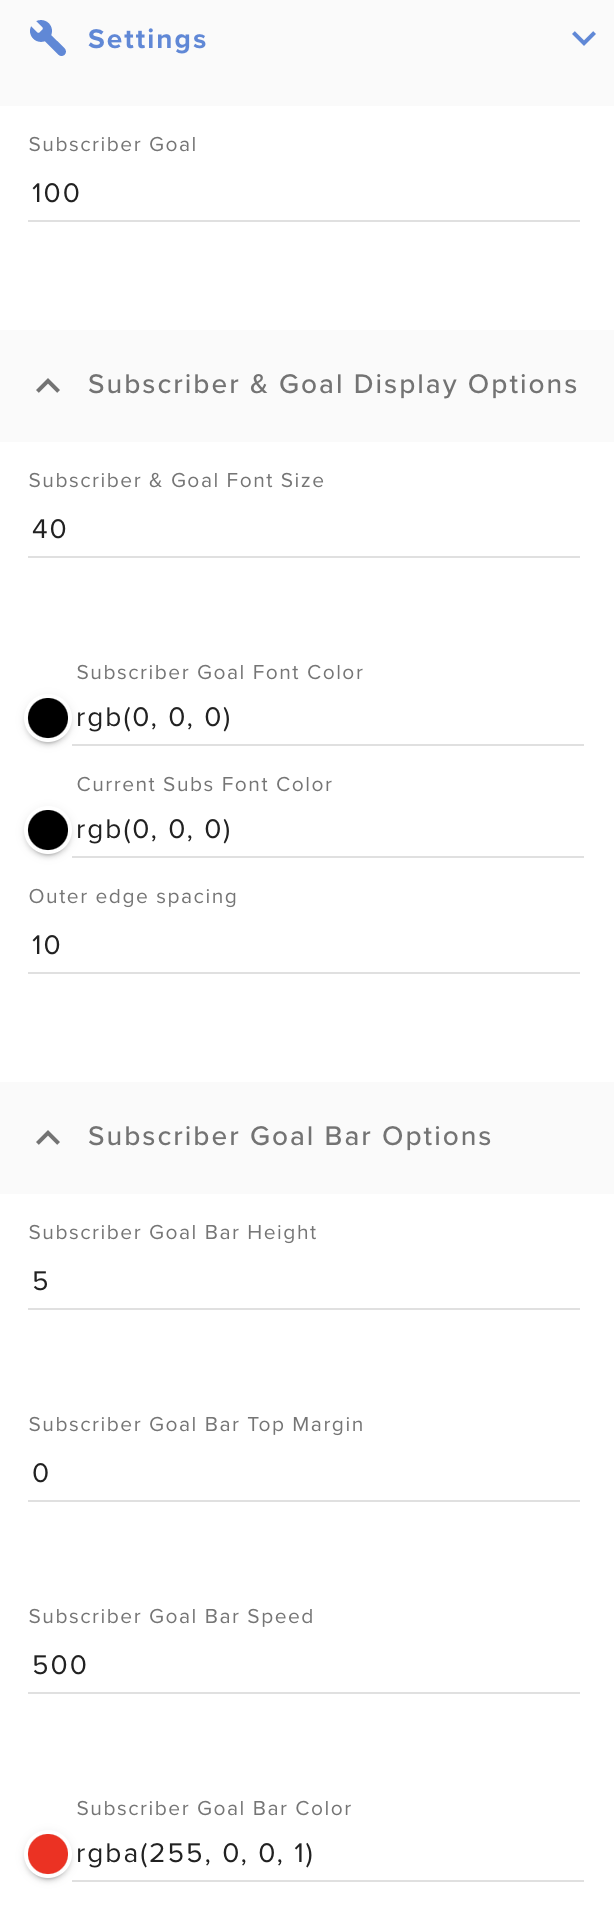 Settings
Subscriber Goal
100
Subscriber & Goal Display Options
Subscriber & Goal Font Size
40
Subscriber Goal Font Color
rgb(0, 0, 0)
Current Subs Font Color
rgb(0, 0, 0)
Outer edge spacing
10
Subscriber Goal Bar Options
Subscriber Goal Bar Height
5
Subscriber Goal Bar Top Margin
0
Subscriber Goal Bar Speed
500
Subscriber Goal Bar Color
rgba(255, 0, 0, 1)